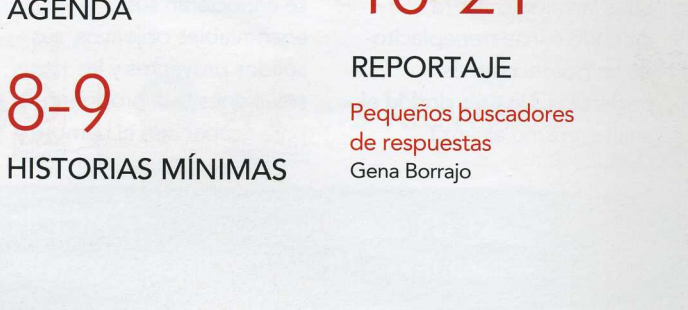 AGENDA
8-9
HISTORIAS MÍNIMAS
REPORTAJE
Pequeños buscadores
de respuestas
Gena Borrajo